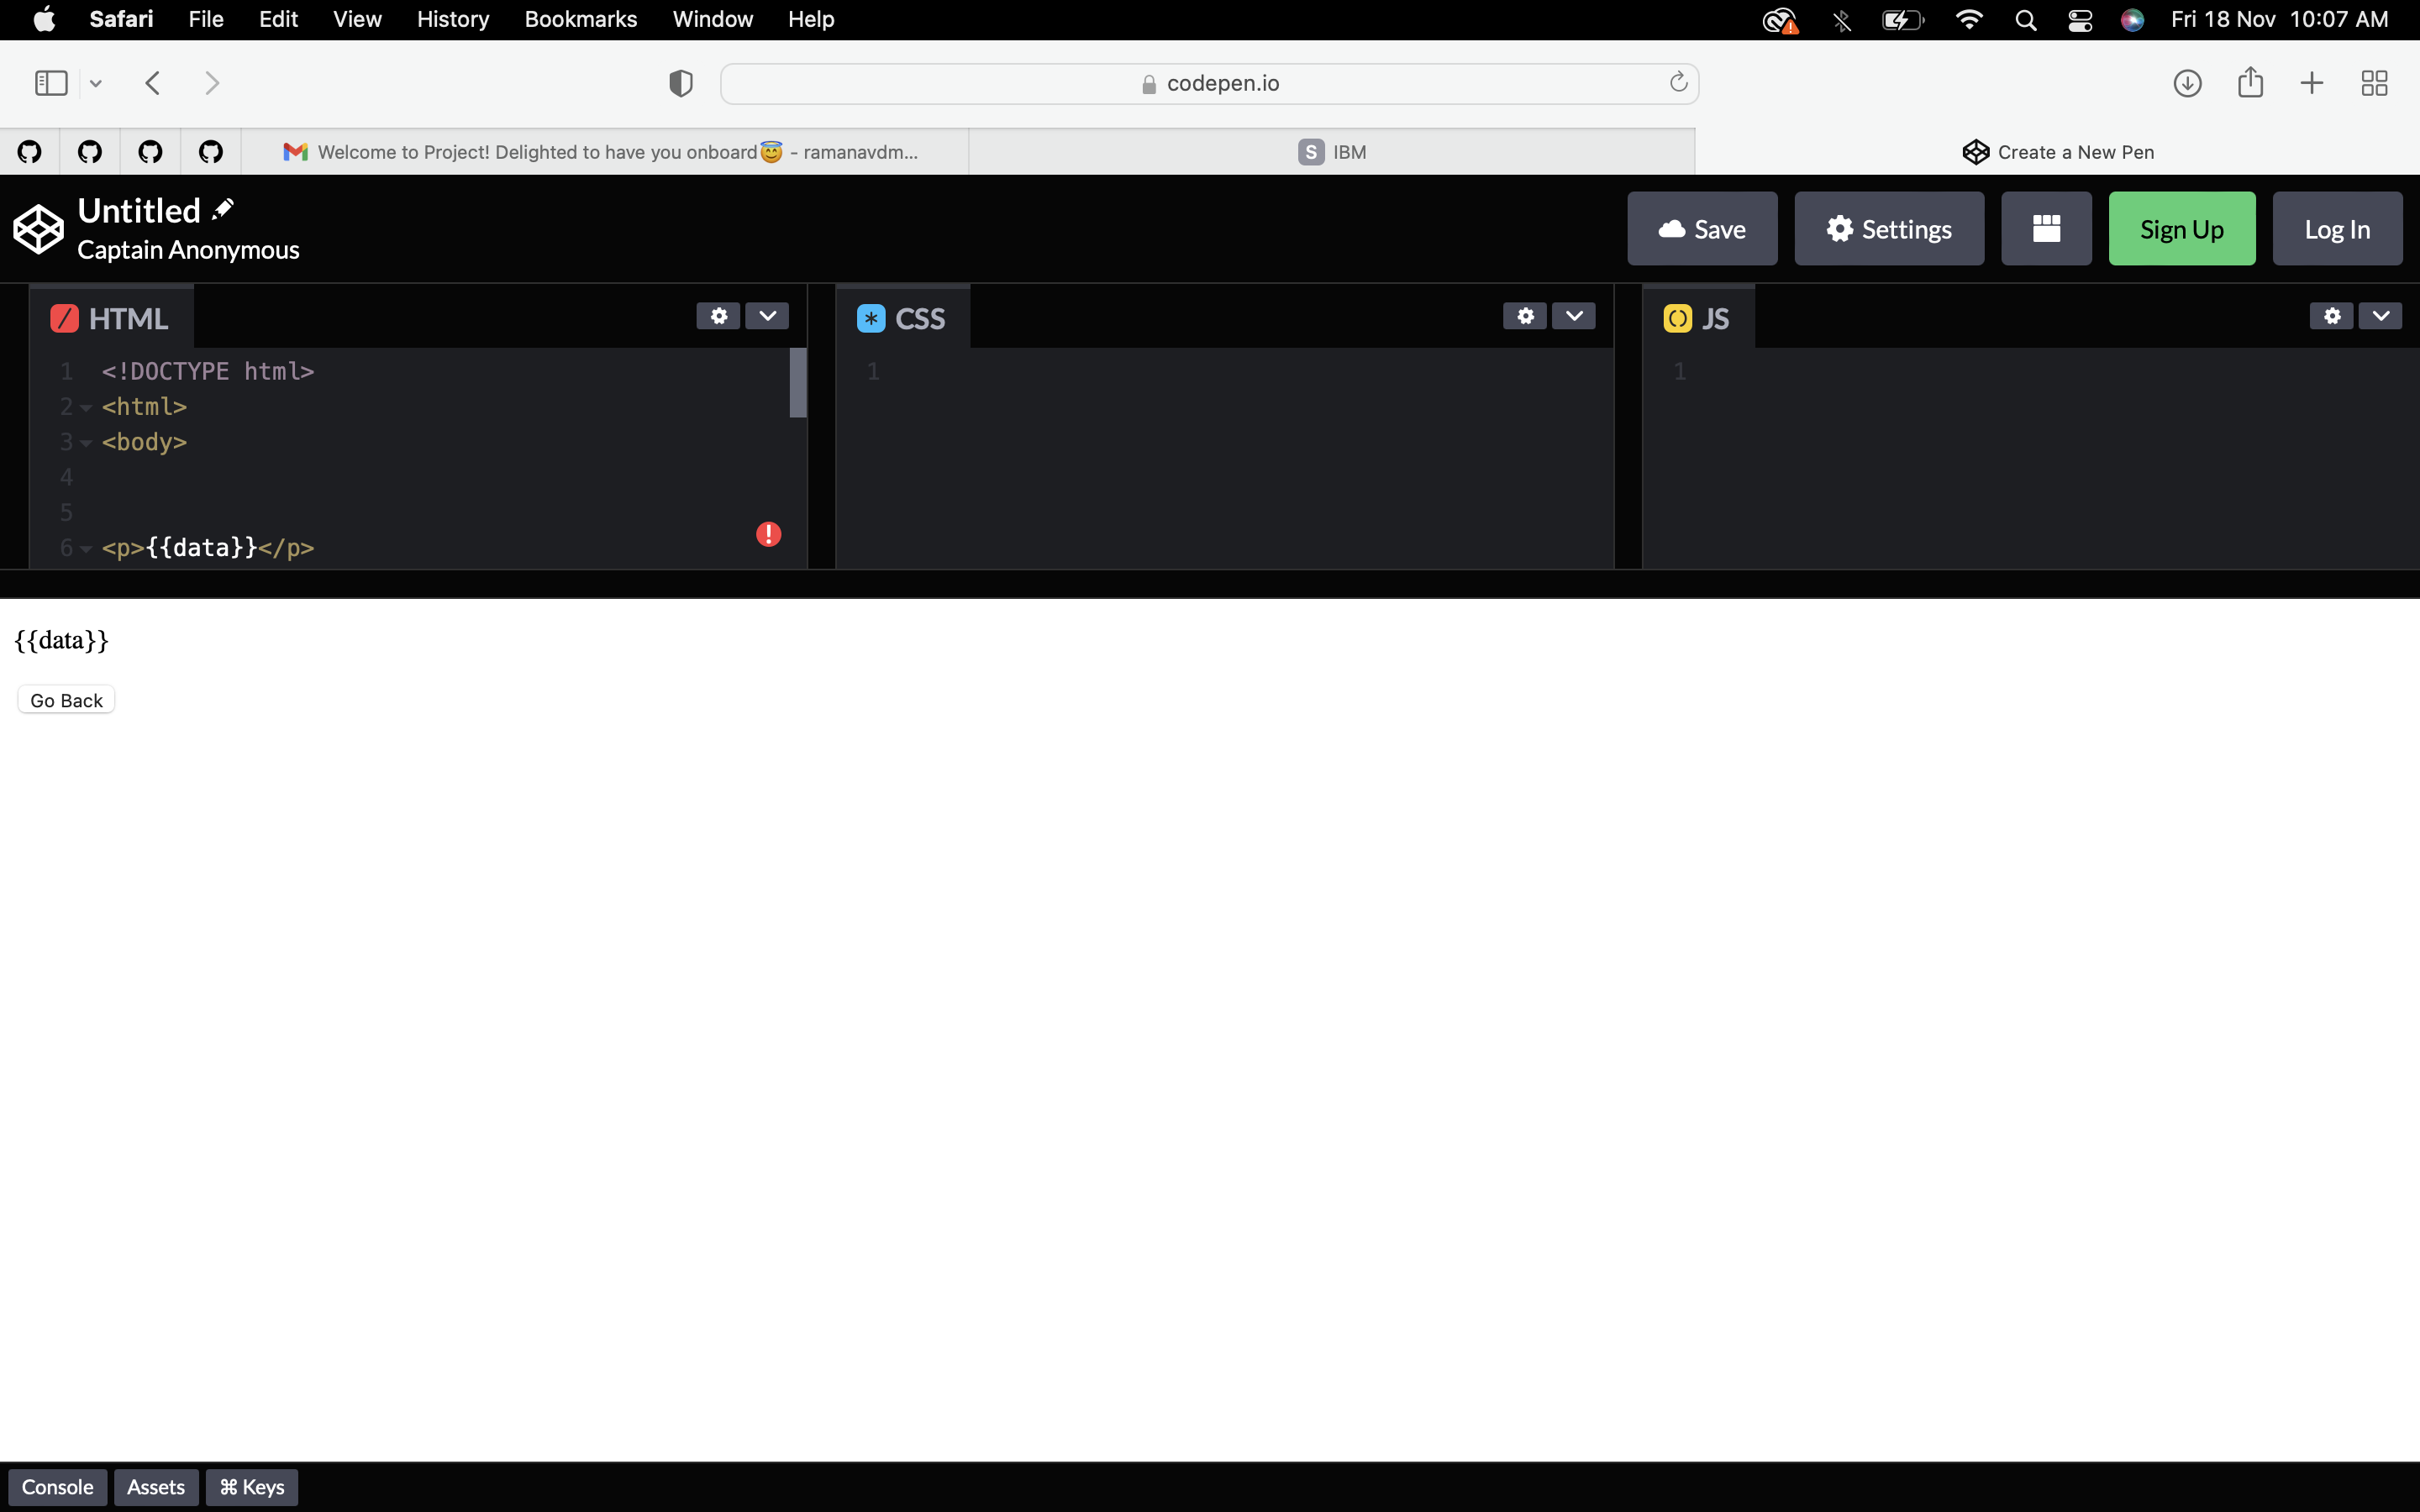 Safari File Edit View History Bookmarks Window Help Fri 18 Nov 10:07 AM
codepen.io
Welcome to Project! Delighted to have you onboard😇 - ramanavdm... S IBM Create a New Pen
Untitled
Captain Anonymous
Save Settings Sign Up Log In
HTML CSS JS
1 <!DOCTYPE html>
2 <html>
3 <body>
4
5
6 <p>{{data}}</p>
1
1
{{data}}
Go Back
Console Assets ⌘ Keys